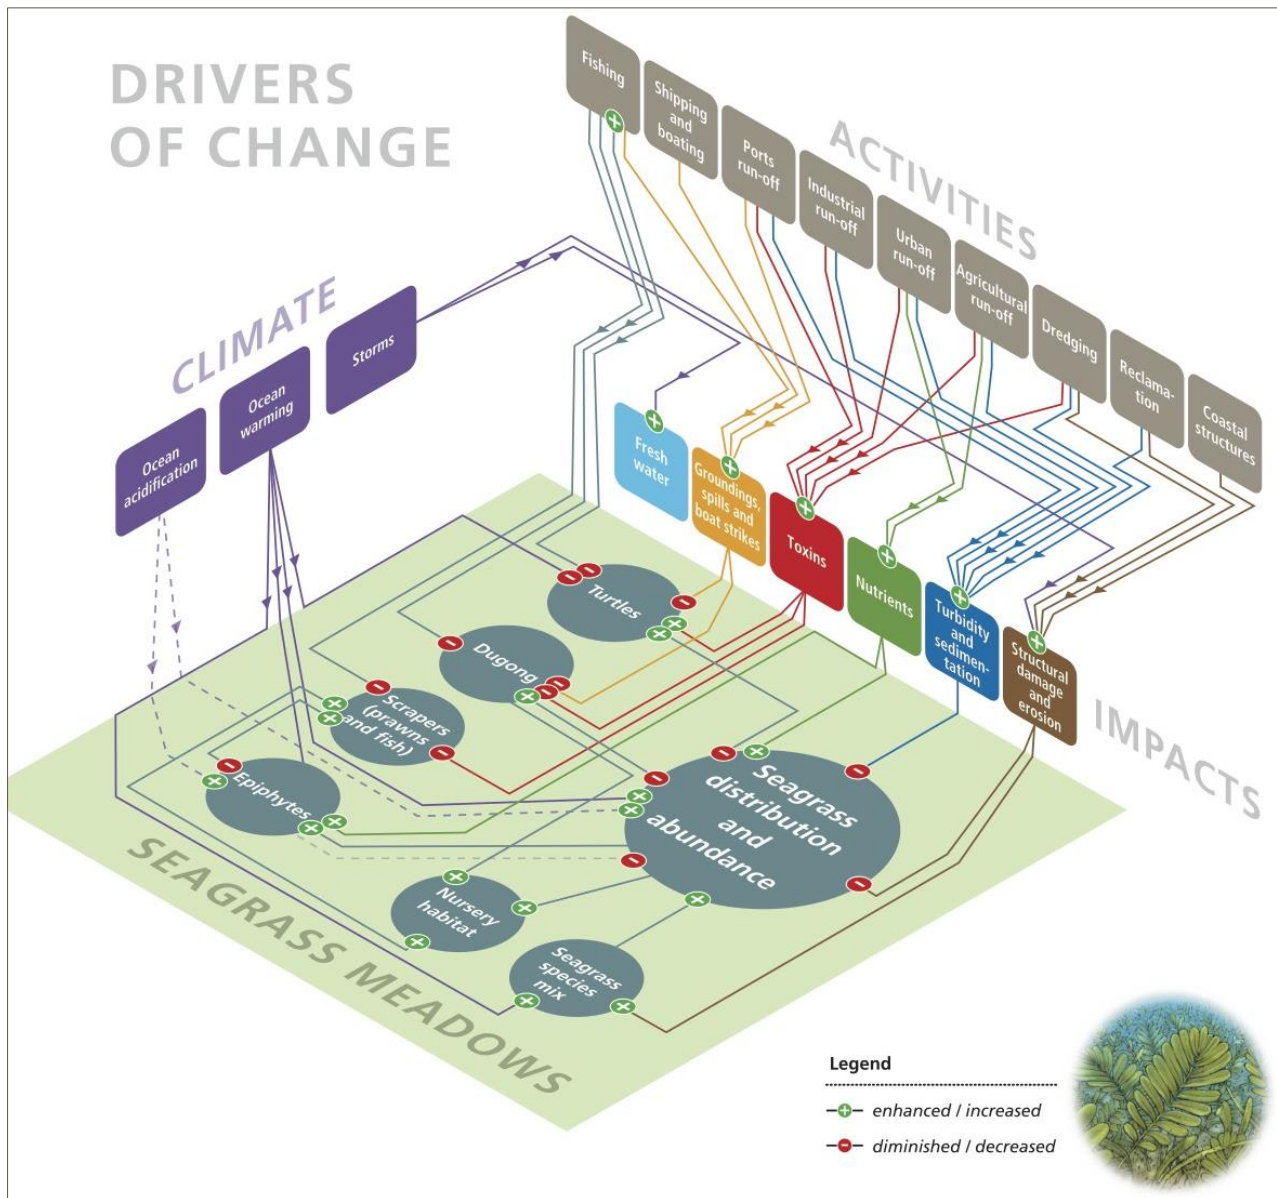 DRIVERS
OF CHANGE
ACTIVITIES
Fishing
Shipping
and
boating
Ports
run-off
Industrial
run-off
Urban
run-off
Agricultural
run-off
Dredging
Reclama-
tion
Coastal
structures
CLIMATE
Storms
Ocean
warming
Ocean
acidification
Fresh
water
Groundings,
spills and
boat strikes
Toxins
Nutrients
Turbidity
and
sedimen-
tation
Structural
damage
and
erosion
IMPACTS
Turtles
Dugong
Scrapers
(prawns
and fish)
Epiphytes
Seagrass
distribution
and
abundance
Nursery
habitat
Seagrass
species
mix
SEAGRASS MEADOWS
Legend
enhanced / increased
diminished / decreased